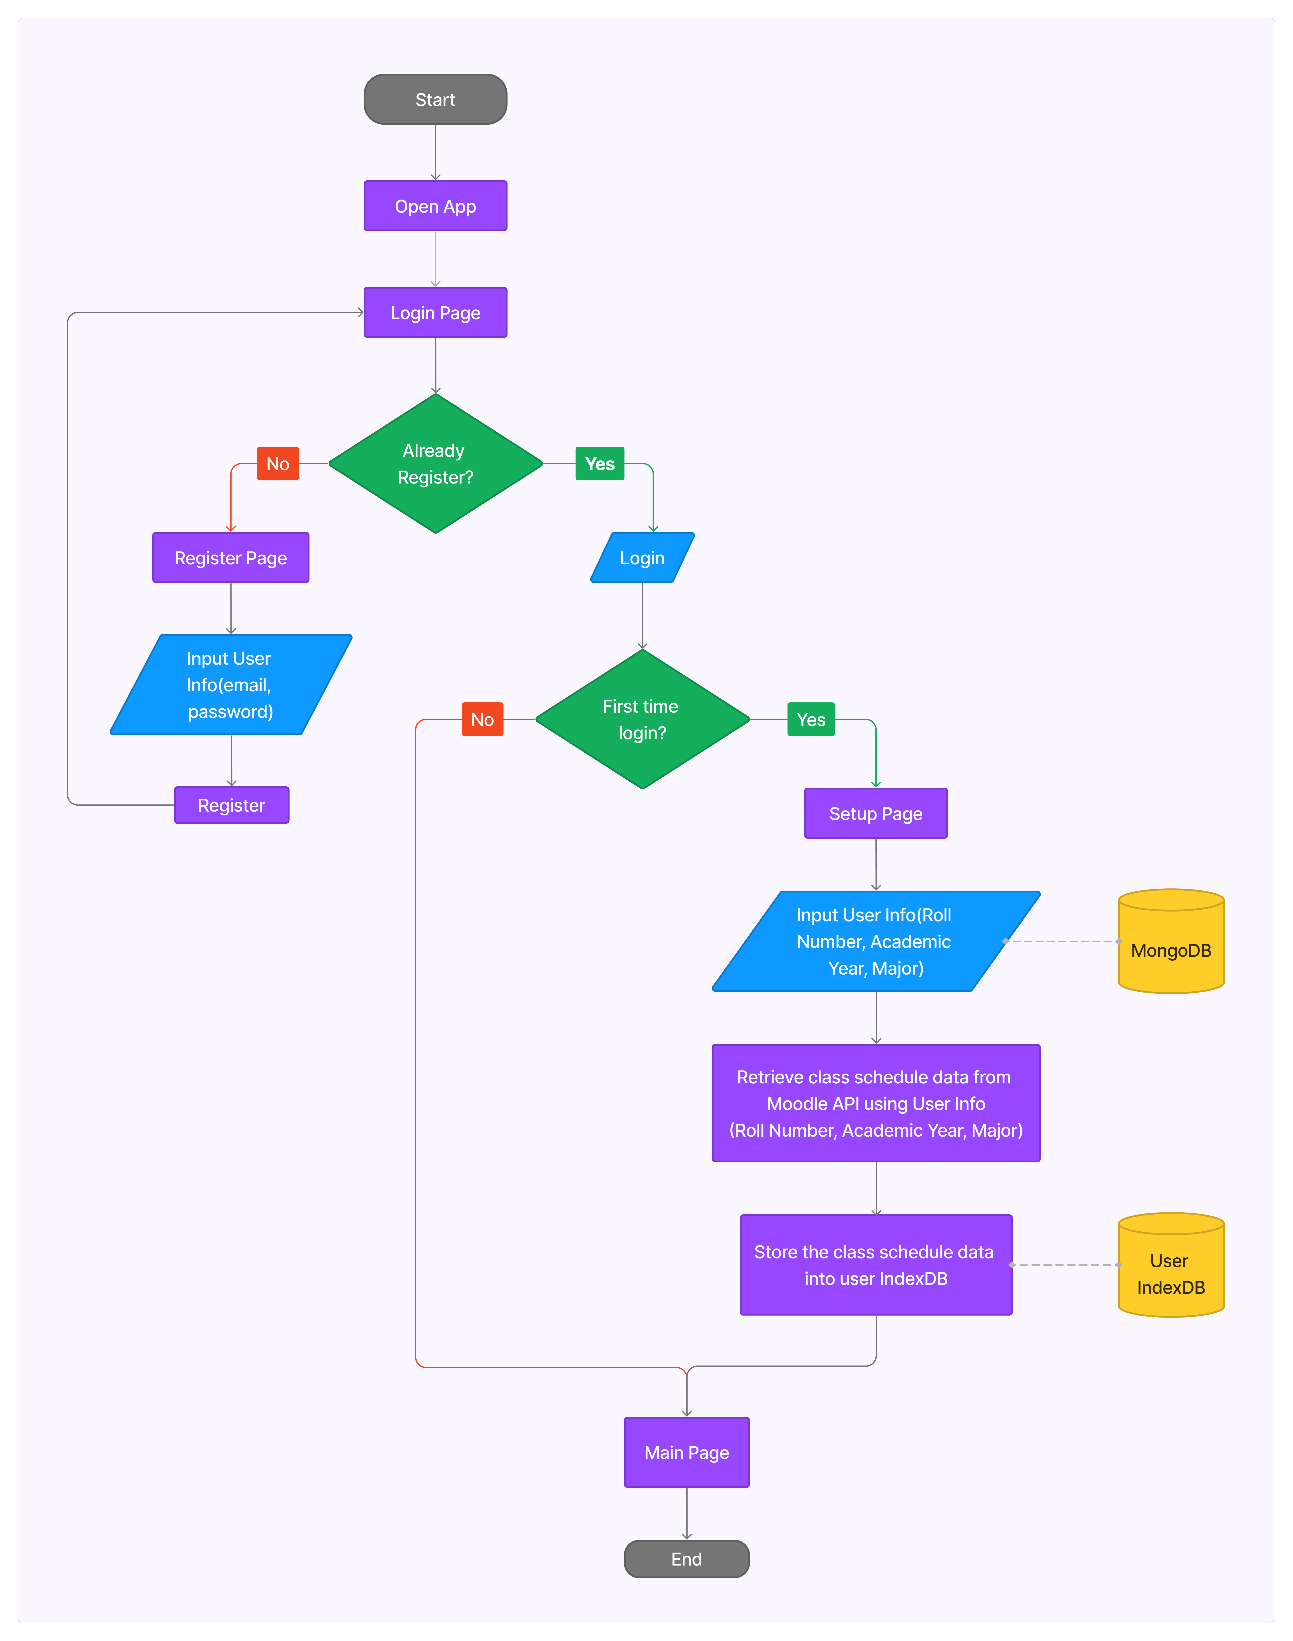 Start
Open App
Login Page
Already
Register?
No
Yes
Register Page
Login
Input User
Info(email,
password)
First time
login?
No
Yes
Register
Setup Page
Input User Info(Roll
Number, Academic
Year, Major)
MongoDB
Retrieve class schedule data from
Moodle API using User Info
(Roll Number, Academic Year, Major)
Store the class schedule data
into user IndexDB
User
IndexDB
Main Page
End